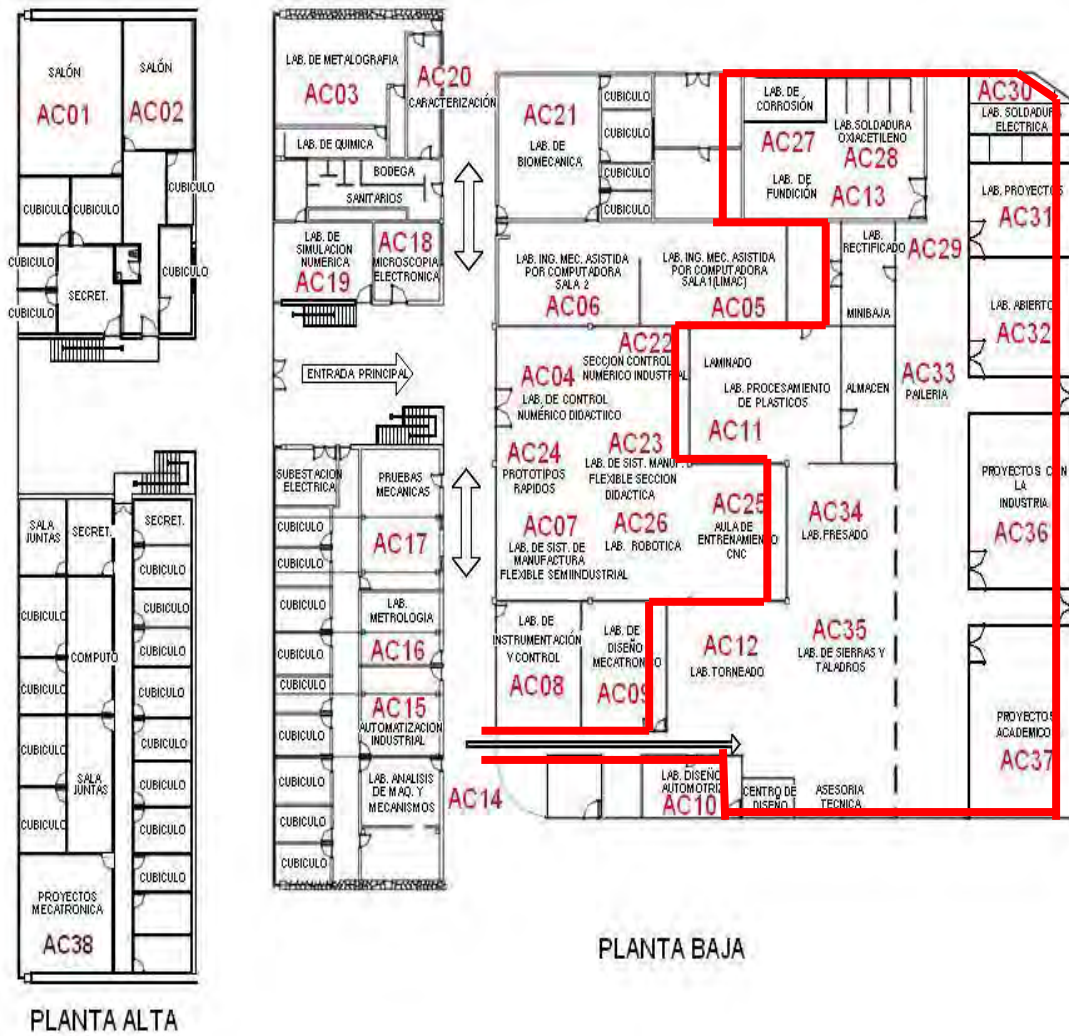 SALÓN
AC01
SALÓN
AC02
CUBICULO
CUBICULO
CUBICULO
CUBICULO
CUBICULO
SECRET.
CUBICULO
SALA
JUNTAS
SECRET.
SECRET.
CUBICULO
CUBICULO
CUBICULO
CUBICULO
COMPUTO
CUBICULO
CUBICULO
CUBICULO
CUBICULO
SALA
JUNTAS
CUBICULO
CUBICULO
CUBICULO
CUBICULO
PROYECTOS
MECATRONICA
AC38
PLANTA ALTA
LAB. DE METALOGRAFIA
AC03
AC20
CARACTERIZACIÓN
LAB. DE QUIMICA
BODEGA
SANITARIOS
LAB. DE
SIMULACION
NUMERICA
AC19
AC18
MICROSCOPIA
ELECTRONICA
ENTRADA PRINCIPAL
SUBESTACION
ELECTRICA
PRUEBAS
MECANICAS
CUBICULO
CUBICULO
AC17
CUBICULO
LAB.
METROLOGIA
CUBICULO
AC16
CUBICULO
CUBICULO
AC15
AUTOMATIZACION
INDUSTRIAL
CUBICULO
LAB. ANALISIS
DE MAQ. Y
MECANISMOS
CUBICULO
CUBICULO
AC14
AC21
LAB. DE
BIOMECANICA
CUBICULO
CUBICULO
CUBICULO
CUBICULO
LAB. DE
CORROSIÓN
AC27
LAB. DE
FUNDICIÓN
LAB. SOLDADURA
OXIACETILENO
AC28
AC13
AC30
LAB. SOLDADURA
ELECTRICA
LAB. PROYECTOS
AC31
LAB. ING. MEC. ASISTIDA
POR COMPUTADORA
SALA 2
AC06
LAB. ING. MEC. ASISTIDA
POR COMPUTADORA
SALA 1 (LIMAC)
AC05
LAB.
RECTIFICADO
AC29
MINIBAJA
LAB. ABIERTO
AC32
AC22
SECCION CONTROL
NUMERICO INDUSTRIAL
AC04
LAB. DE CONTROL
NUMÉRICO DIDACTIICO
LAMINADO
LAB. PROCESAMIENTO
DE PLASTICOS
AC11
ALMACEN
AC33
PAILERIA
AC24
PROTOTIPOS
RAPIDOS
AC23
LAB. DE SIST. MANUF.
FLEXIBLE SECCION
DIDACTICA
AC07
LAB. DE SIST. DE
MANUFACTURA
FLEXIBLE SEMIINDUSTRIAL
AC26
LAB. ROBOTICA
AC25
AULA DE
ENTRENAMIENTO
CNC
AC34
LAB. FRESADO
PROYECTOS CON
LA
INDUSTRIA
AC36
LAB. DE
INSTRUMENTACIÓN
Y CONTROL
AC08
LAB. DE
DISEÑO
MECATRONICO
AC09
AC12
LAB. TORNEADO
AC35
LAB. DE SIERRAS Y
TALADROS
PROYECTOS
ACADEMICOS
AC37
LAB. DISEÑO
AUTOMOTRIZ
AC10
CENTRO DE
DISEÑO
ASESORIA
TECNICA
PLANTA BAJA